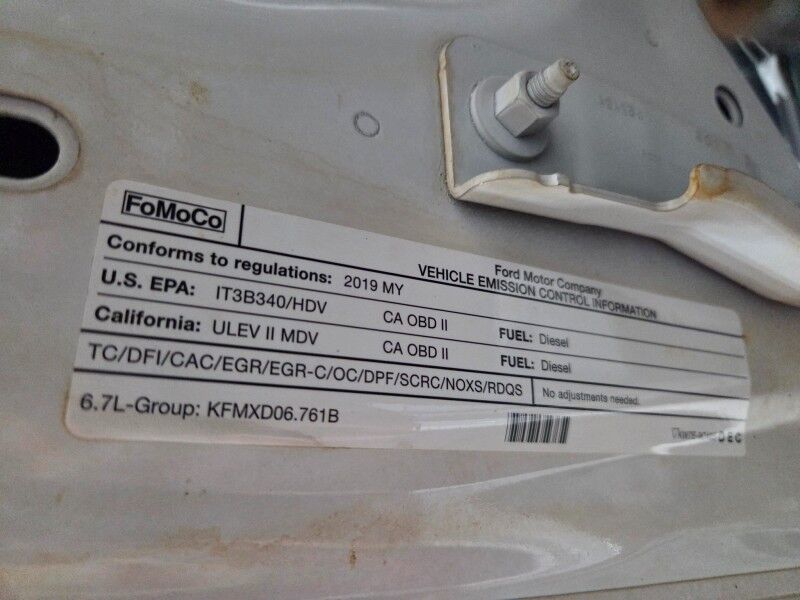 FoMoCo
Ford Motor Company
VEHICLE EMISSION CONTROL INFORMATION
Conforms to regulations: 2019 MY
U.S. EPA: IT3B340/HDV CA OBD II FUEL: Diesel
California: ULEV II MDV CA OBD II FUEL: Diesel
TC/DFI/CAC/EGR/EGR-C/OC/DPF/SCRC/NOXS/RDQS No adjustments needed.
6.7L-Group: KFMXD06.761B
DEC